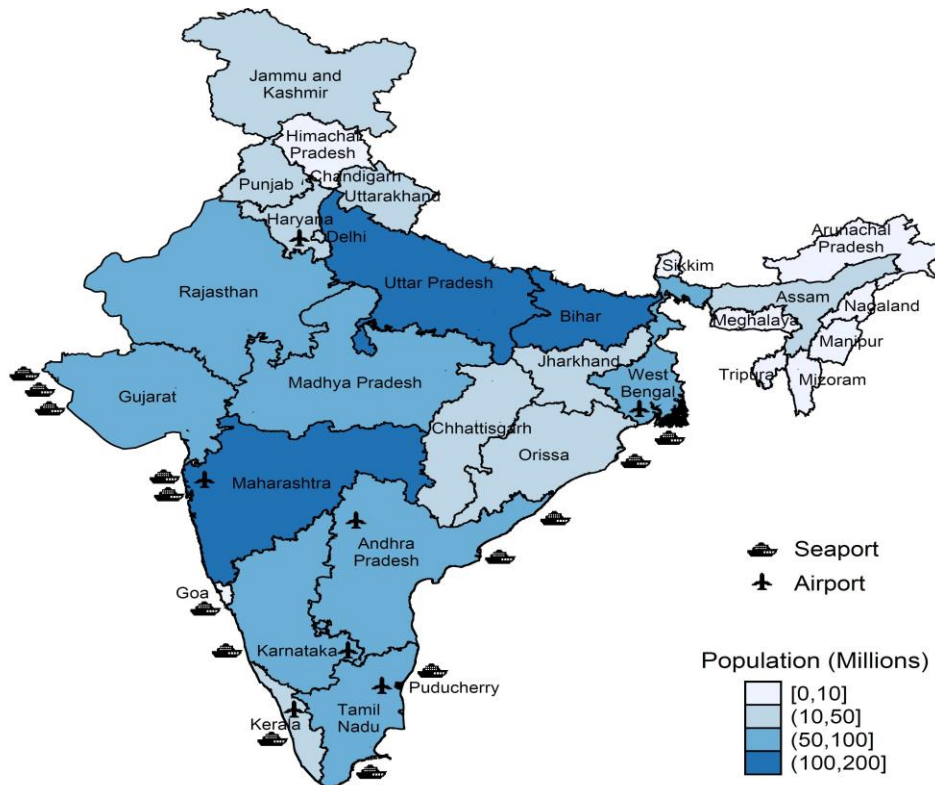 Jammu and
Kashmir
Himachal
Pradesh
Chandigarh
Punjab
Uttarakhand
Haryana
Delhi
Arunachal
Pradesh
Sikkim
Rajasthan
Uttar Pradesh
Assam
Nagaland
Bihar
Meghalaya
Manipur
Jharkhand
Tripura
Mizoram
West
Bengal
Gujarat
Madhya Pradesh
Chhattisgarh
Orissa
Maharashtra
Andhra
Pradesh
Seaport
Airport
Goa
Karnataka
Puducherry
Kerala
Tamil
Nadu
Population (Millions)
[0,10]
(10,50]
(50,100]
(100,200]